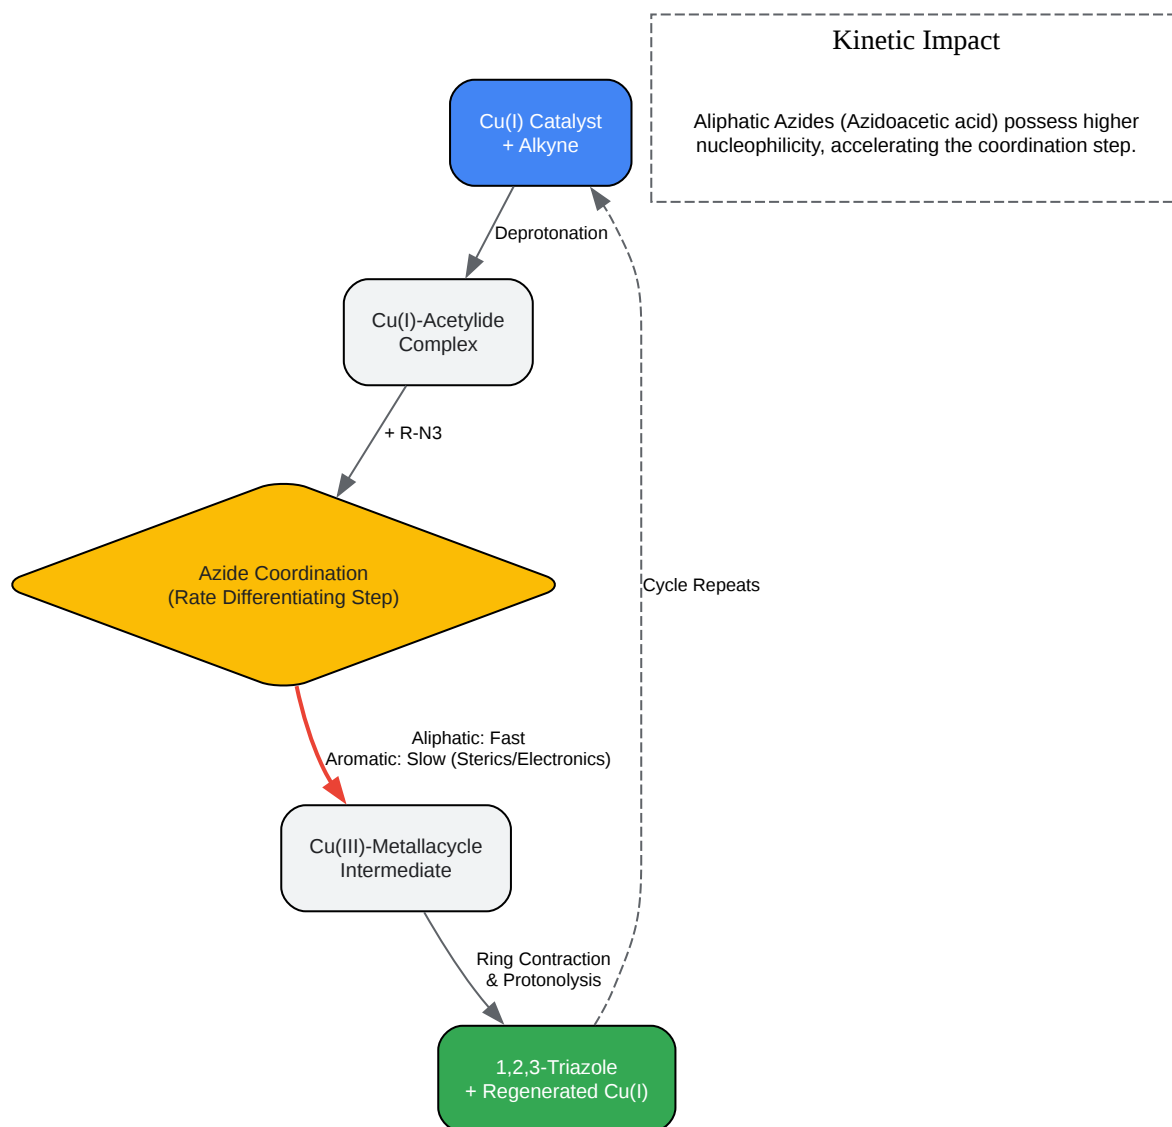 Kinetic Impact
Aliphatic Azides (Azidoacetic acid) possess higher
nucleophilicity, accelerating the coordination step.
Cu(I) Catalyst
+ Alkyne
Deprotonation
Cu(I)-Acetylide
Complex
+ R-N3
Azide Coordination
(Rate Differentiating Step)
Cycle Repeats
Aliphatic: Fast
Aromatic: Slow (Sterics/Electronics)
Cu(III)-Metallacycle
Intermediate
Ring Contraction
& Protonolysis
1,2,3-Triazole
+ Regenerated Cu(I)